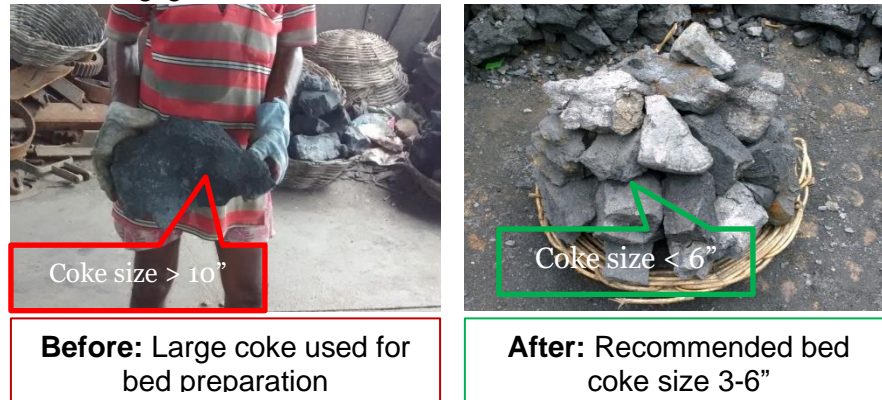 Coke size > 10”
Coke size < 6”
Before: Large coke used for
bed preparation
After: Recommended bed
coke size 3-6”